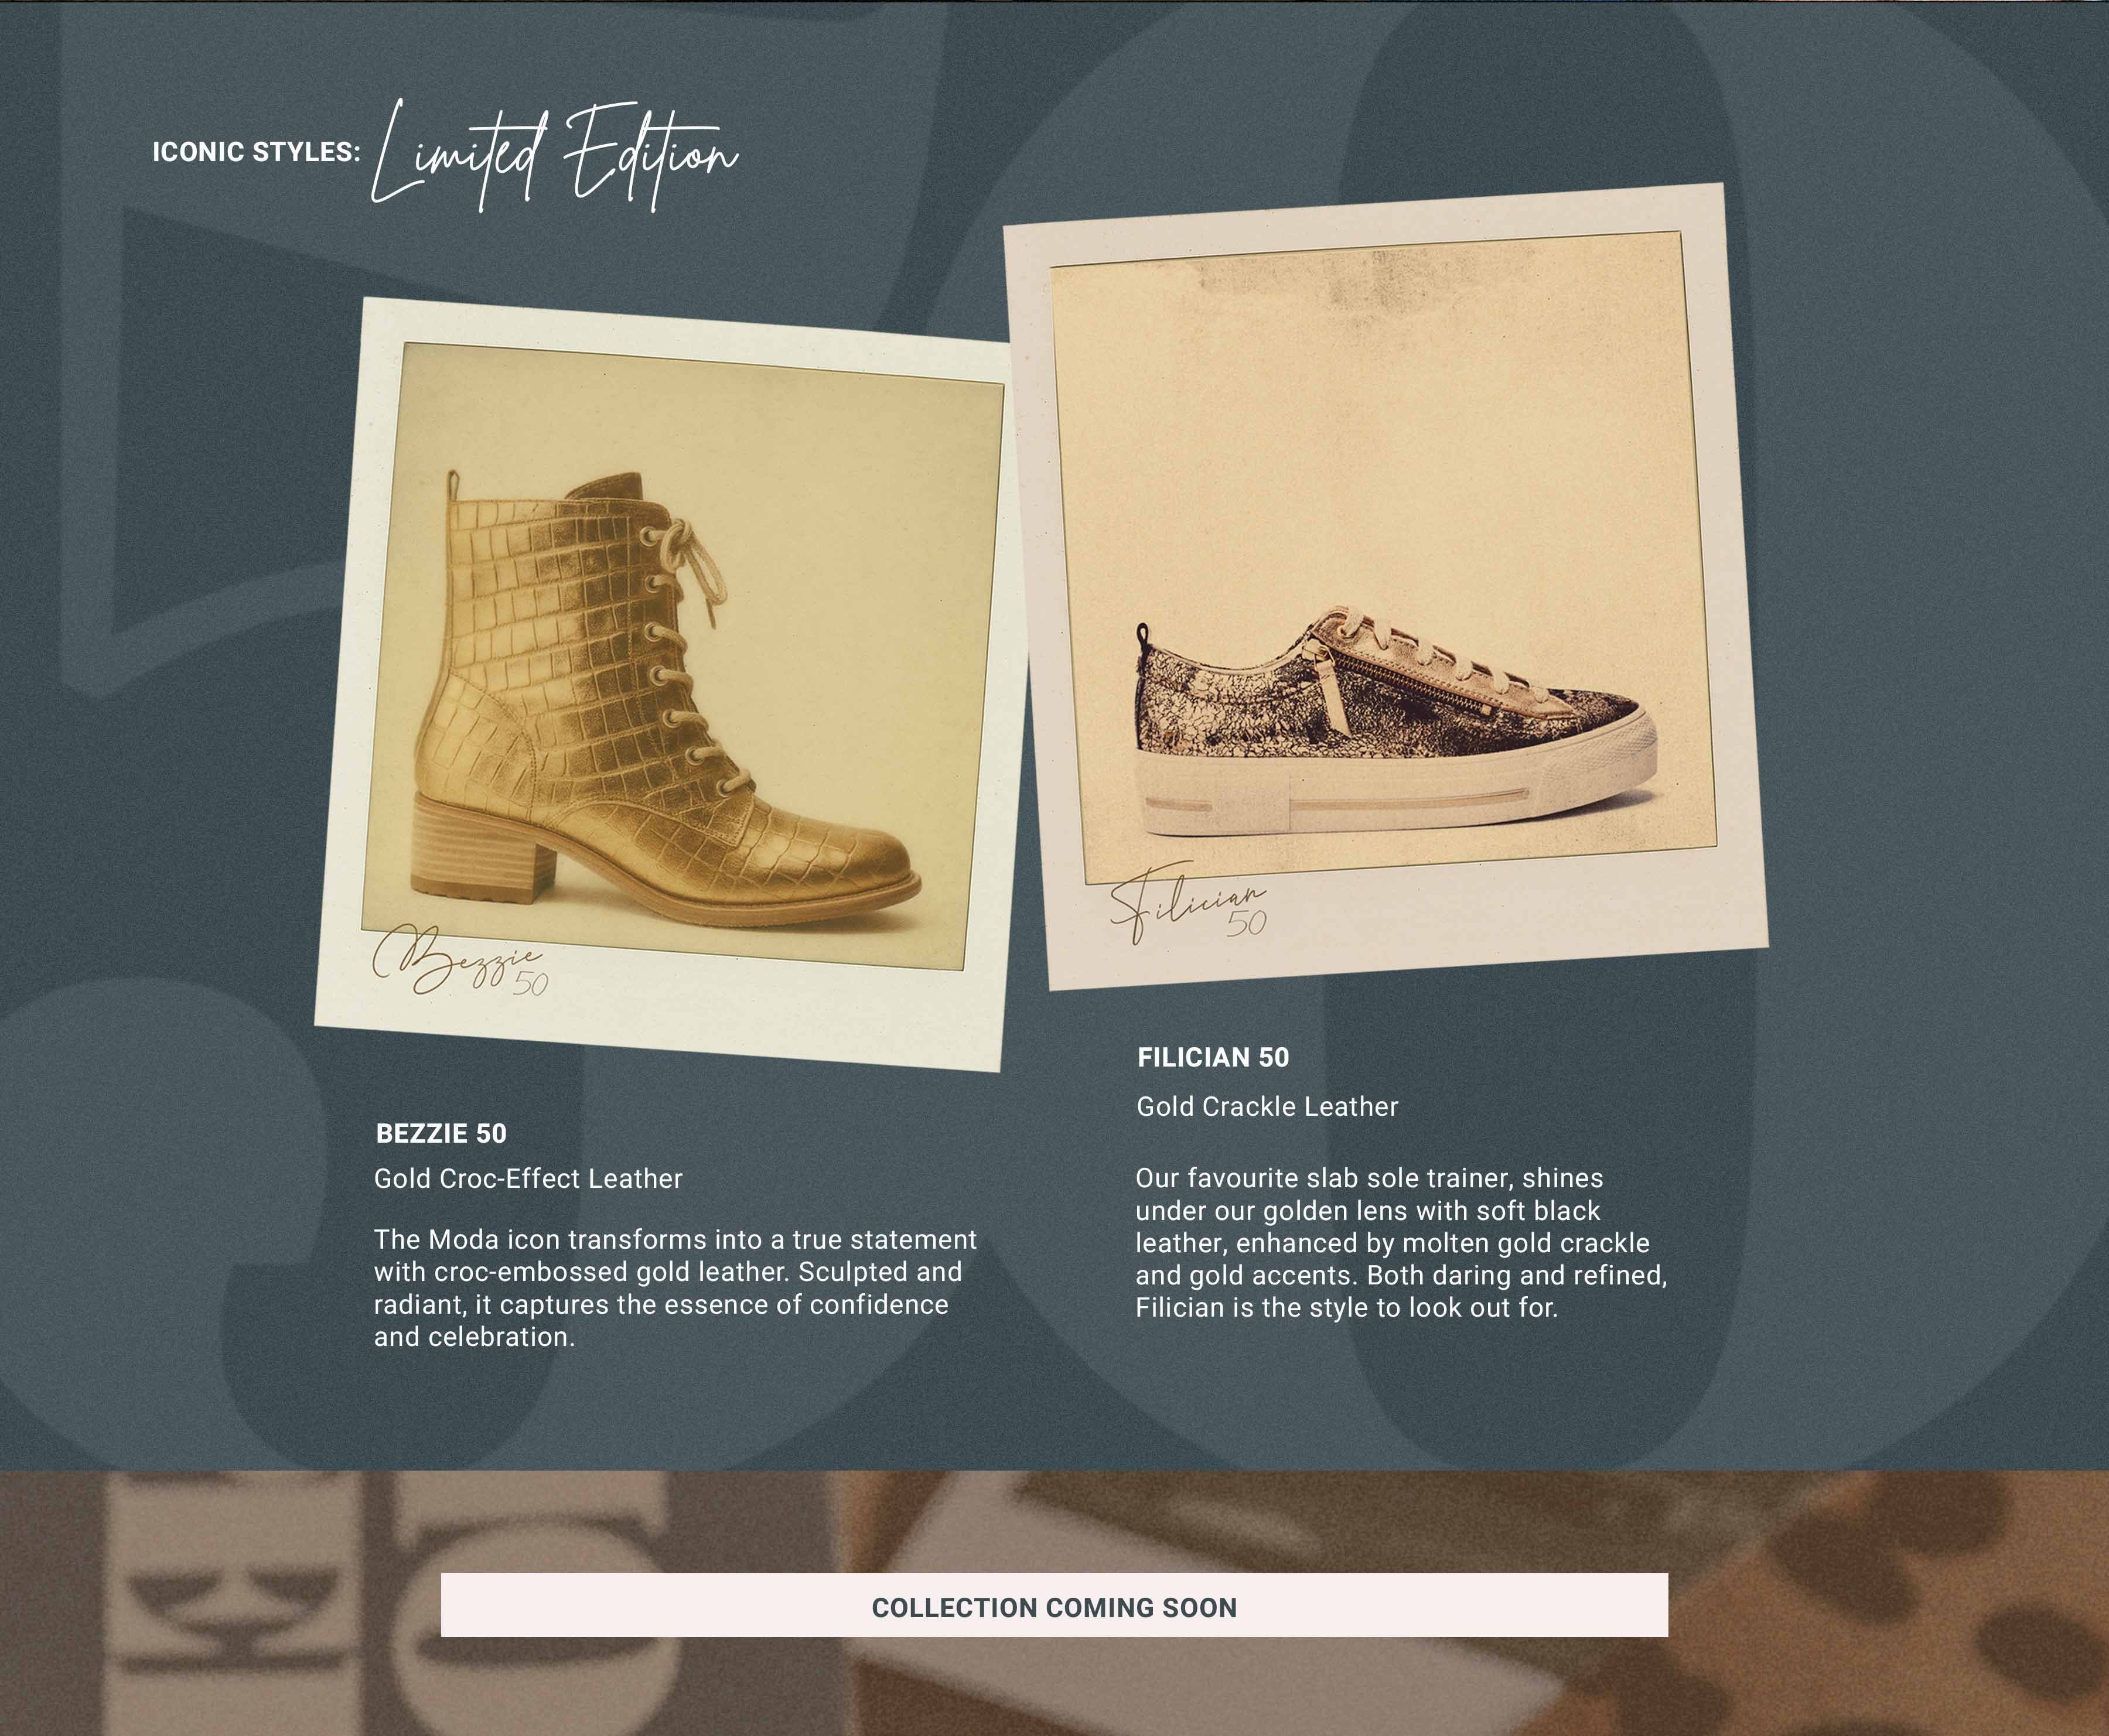 ICONIC STYLES: Limited Edition
Bezzie
50
Filician
50
BEZZIE 50
Gold Croc-Effect Leather
The Moda icon transforms into a true statement
with croc-embossed gold leather. Sculpted and
radiant, it captures the essence of confidence
and celebration.
FILICIAN 50
Gold Crackle Leather
Our favourite slab sole trainer, shines
under our golden lens with soft black
leather, enhanced by molten gold crackle
and gold accents. Both daring and refined,
Filician is the style to look out for.
COLLECTION COMING SOON